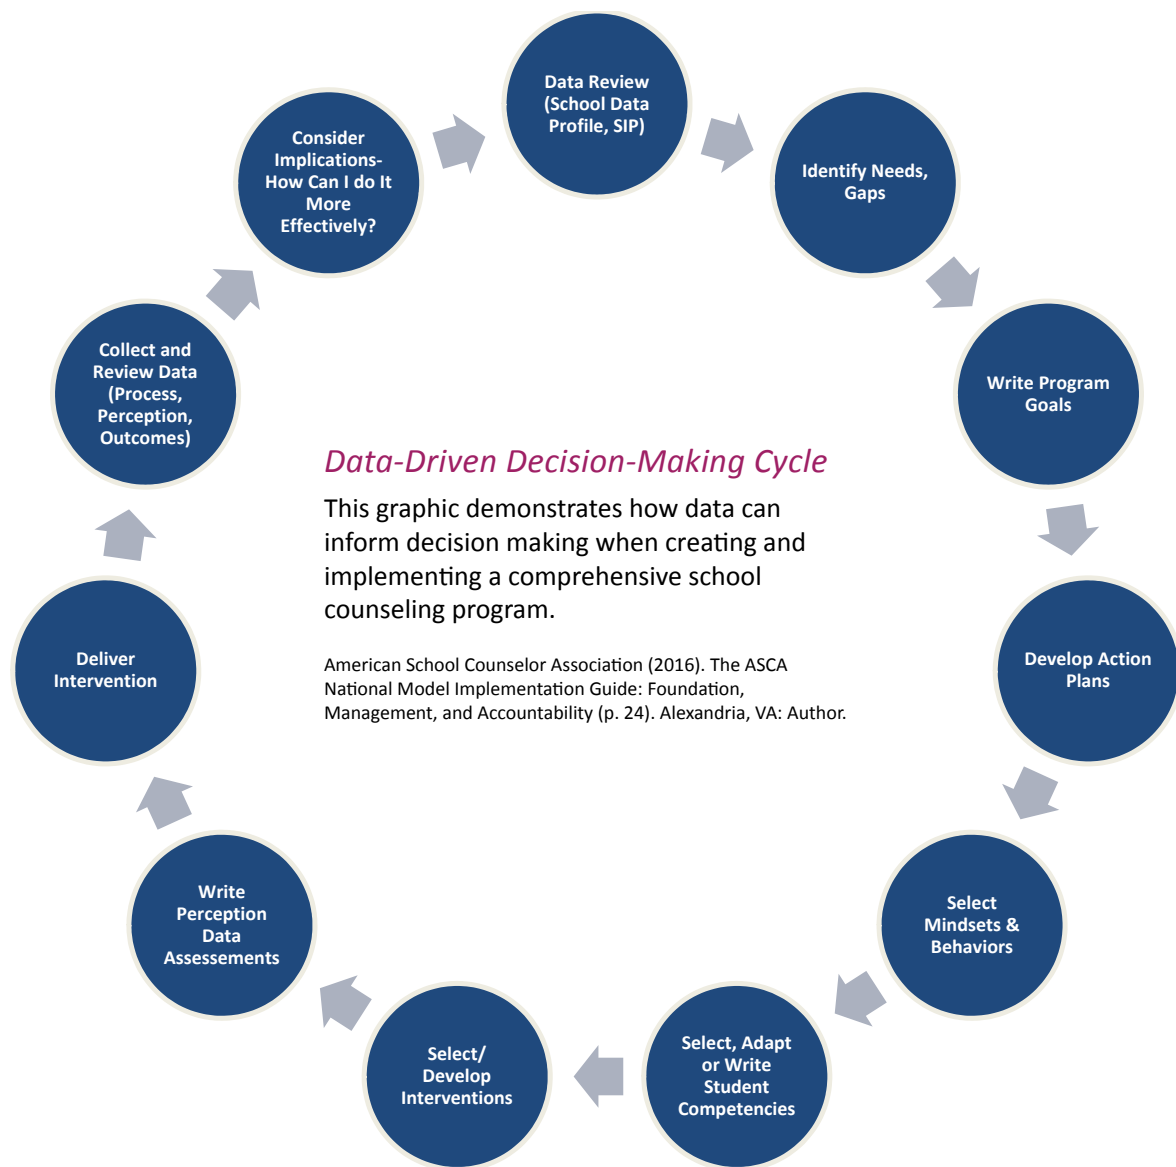 Data Review
(School Data
Profile, SIP)
Identify Needs,
Gaps
Write Program
Goals
Develop Action
Plans
Select
Mindsets &
Behaviors
Select, Adapt
or Write
Student
Competencies
Select/
Develop
Interventions
Write
Perception
Data
Assessements
Deliver
Intervention
Collect and
Review Data
(Process,
Perception,
Outcomes)
Consider
Implications-
How Can I do It
More
Effectively?
Data-Driven Decision-Making Cycle
This graphic demonstrates how data can
inform decision making when creating and
implementing a comprehensive school
counseling program.
American School Counselor Association (2016). The ASCA
National Model Implementation Guide: Foundation,
Management, and Accountability (p. 24). Alexandria, VA: Author.